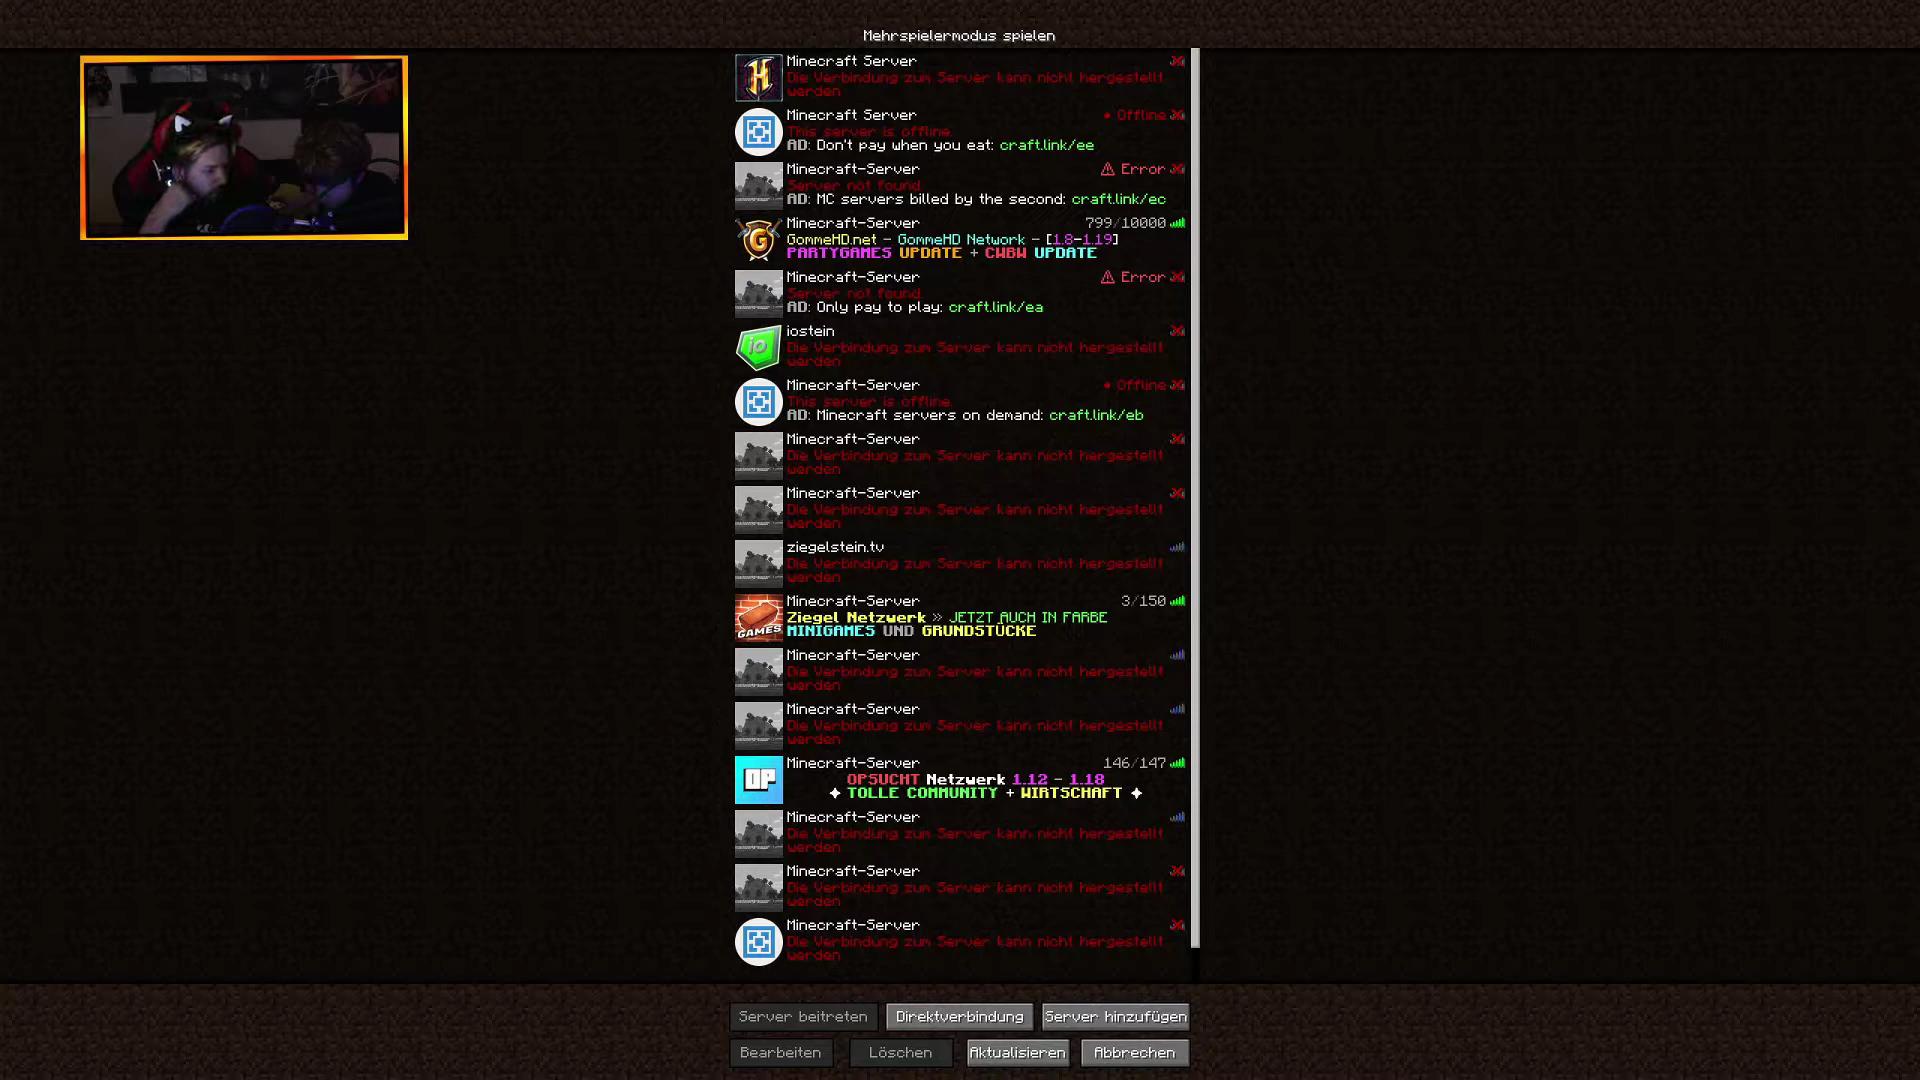 Mehrspielermodus spielen
Minecraft Server
Die Verbindung zum Server kann nicht hergestellt
werden
Minecraft Server
• Offline
This server is offline.
AD: Don't pay when you eat: craft.link/ee
Minecraft-Server
⚠ Error
Server not found.
AD: MC servers billed by the second: craft.link/ec
Minecraft-Server
799/10000
GommeHD.net - GommeHD Network - [1.8-1.19]
PARTYGAMES UPDATE + CWBW UPDATE
Minecraft-Server
⚠ Error
Server not found.
AD: Only pay to play: craft.link/ea
iostein
Die Verbindung zum Server kann nicht hergestellt
werden
Minecraft-Server
• Offline
This server is offline.
AD: Minecraft servers on demand: craft.link/eb
Minecraft-Server
Die Verbindung zum Server kann nicht hergestellt
werden
Minecraft-Server
Die Verbindung zum Server kann nicht hergestellt
werden
ziegelstein.tv
Die Verbindung zum Server kann nicht hergestellt
werden
GAMES
Minecraft-Server
3/150
Ziegel Netzwerk » JETZT AUCH IN FARBE
MINIGAMES UND GRUNDSTÜCKE
Minecraft-Server
Die Verbindung zum Server kann nicht hergestellt
werden
Minecraft-Server
Die Verbindung zum Server kann nicht hergestellt
werden
OP
Minecraft-Server
146/147
OPSUCHT Netzwerk 1.12 - 1.18
✦ TOLLE COMMUNITY + WIRTSCHAFT ✦
Minecraft-Server
Die Verbindung zum Server kann nicht hergestellt
werden
Minecraft-Server
Die Verbindung zum Server kann nicht hergestellt
werden
Minecraft-Server
Die Verbindung zum Server kann nicht hergestellt
werden
Server beitreten
Direktverbindung
Server hinzufügen
Bearbeiten
Löschen
Aktualisieren
Abbrechen